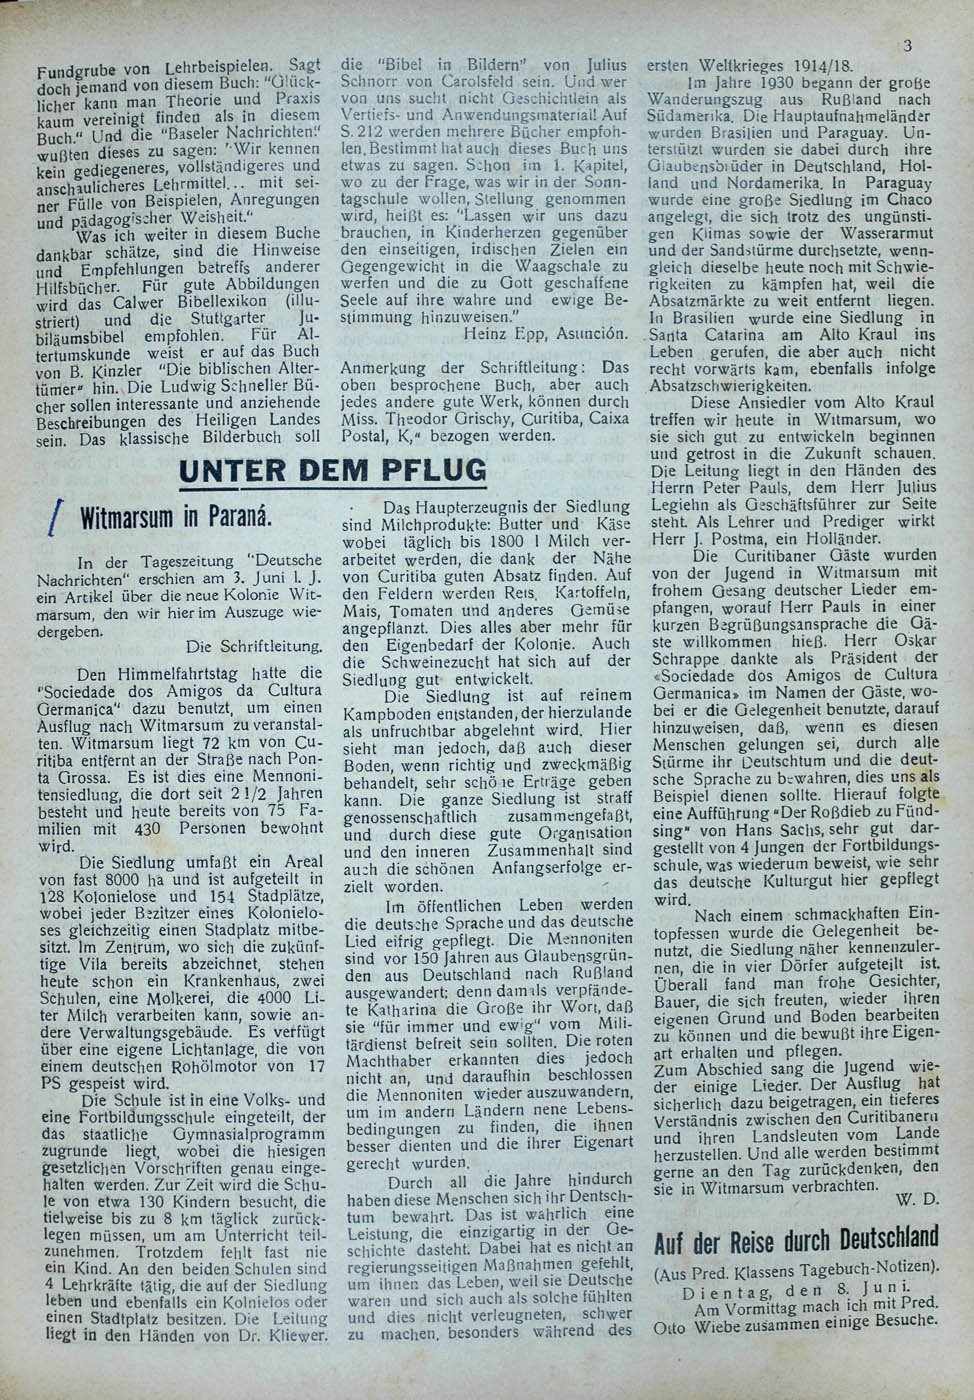 3
Fundgrube von Lehrbeispielen. Sagt
doch jemand von diesem Buch: "Glück-
licher kann man Theorie und Praxis
kaum vereinigt finden als in diesem
Buch." Und die "Baseler Nachrichten"
wußten dieses zu sagen: "Wir kennen
kein gediegeneres, vollständigeres und
anschaulicheres Lehrmittel... mit sei-
ner Fülle von Beispielen, Anregungen
und pädagogischer Weisheit."
Was ich weiter in diesem Buche
dankbar schätze, sind die Hinweise
und Empfehlungen betreffs anderer
Hilfsbücher. Für gute Abbildungen
wird das Calwer Bibellexikon (illu-
striert) und die Stuttgarter Ju-
biläumsbibel empfohlen. Für Al-
tertumskunde weist er auf das Buch
von B. Kinzler "Die biblischen Alter-
tümer" hin. Die Ludwig Schneller Bü-
cher sollen interessante und anziehende
Beschreibungen des Heiligen Landes
sein. Das klassische Bilderbuch soll
die "Bibel in Bildern" von Julius
Schnorr von Carolsfeld sein. Und wer
von uns sucht nicht Geschichtlein als
Vertiefs- und Anwendungsmaterial! Auf
S. 212 werden mehrere Bücher empfoh-
len. Bestimmt hat auch dieses Buch uns
etwas zu sagen. Schon im 1. Kapitel,
wo zu der Frage, was wir in der Sonn-
tagschule wollen, Stellung genommen
wird, heißt es: "Lassen wir uns dazu
brauchen, in Kinderherzen gegenüber
den einseitigen, irdischen Zielen ein
Gegengewicht in die Waagschale zu
werfen und die zu Gott geschaffene
Seele auf ihre wahre und ewige Be-
stimmung hinzuweisen."
Heinz Epp, Asunción.
Anmerkung der Schriftleitung: Das
oben besprochene Buch, aber auch
jedes andere gute Werk, können durch
Miss. Theodor Grischy, Curitiba, Caixa
Postal, K," bezogen werden.
UNTER DEM PFLUG
Witmarsum in Paraná.
In der Tageszeitung "Deutsche
Nachrichten" erschien am 3. Juni l. J.
ein Artikel über die neue Kolonie Wit-
marsum, den wir hier im Auszuge wie-
dergeben.
Die Schriftleitung.
Den Himmelfahrtstag hatte die
"Sociedade dos Amigos da Cultura
Germanica" dazu benutzt, um einen
Ausflug nach Witmarsum zu veranstal-
ten. Witmarsum liegt 72 km von Cu-
ritiba entfernt an der Straße nach Pon-
ta Grossa. Es ist dies eine Mennoni-
tensiedlung, die dort seit 2 1/2 Jahren
besteht und heute bereits von 75 Fa-
milien mit 430 Personen bewohnt
wird.
Die Siedlung umfaßt ein Areal
von fast 8000 ha und ist aufgeteilt in
128 Kolonielose und 154 Stadplätze,
wobei jeder Bezitzer eines Kolonielo-
ses gleichzeitig einen Stadplatz mitbe-
sitzt. Im Zentrum, wo sich die zukünf-
tige Vila bereits abzeichnet, stehen
heute schon ein Krankenhaus, zwei
Schulen, eine Molkerei, die 4000 Li-
ter Milch verarbeiten kann, sowie an-
dere Verwaltungsgebäude. Es verfügt
über eine eigene Lichtanlage, die von
einem deutschen Rohölmotor von 17
PS gespeist wird.
Die Schule ist in eine Volks- und
eine Fortbildungsschule eingeteilt, der
das staatliche Gymnasialprogramm
zugrunde liegt, wobei die hiesigen
gesetzlichen Vorschriften genau einge-
halten werden. Zur Zeit wird die Schu-
le von etwa 130 Kindern besucht, die
tielweise bis zu 8 km täglick zurück-
legen müssen, um am Unterricht teil-
zunehmen. Trotzdem fehlt fast nie
ein Kind. An den beiden Schulen sind
4 Lehrkräfte tätig, die auf der Siedlung
leben und ebenfalls ein Kolnielos oder
einen Stadtplatz besitzen. Die Leitung
liegt in den Händen von Dr. Kliewer.
Das Haupterzeugnis der Siedlung
sind Milchprodukte: Butter und Käse
wobei täglich bis 1800 l Milch ver-
arbeitet werden, die dank der Nähe
von Curitiba guten Absatz finden. Auf
den Feldern werden Reis, Kartoffeln,
Mais, Tomaten und anderes Gemüse
angepflanzt. Dies alles aber mehr für
den Eigenbedarf der Kolonie. Auch
die Schweinezucht hat sich auf der
Siedlung gut entwickelt.
Die Siedlung ist auf reinem
Kampboden entstanden, der hierzulande
als unfruchtbar abgelehnt wird. Hier
sieht man jedoch, daß auch dieser
Boden, wenn richtig und zweckmäßig
behandelt, sehr schöne Erträge geben
kann. Die ganze Siedlung ist straff
genossenschaftlich zusammengefaßt,
und durch diese gute Organisation
und den inneren Zusammenhalt sind
auch die schönen Anfangserfolge er-
zielt worden.
Im öffentlichen Leben werden
die deutsche Sprache und das deutsche
Lied eifrig gepflegt. Die Mennoniten
sind vor 150 Jahren aus Glaubensgrün-
den aus Deutschland nach Rußland
ausgewandert; denn damals verpfände-
te Katharina die Große ihr Wort, daß
sie "für immer und ewig" vom Mili-
tärdienst befreit sein sollten. Die roten
Machthaber erkannten dies jedoch
nicht an, und daraufhin beschlossen
die Mennoniten wieder auszuwandern,
um im andern Ländern nene Lebens-
bedingungen zu finden, die ihnen
besser dienten und die ihrer Eigenart
gerecht wurden.
Durch all die Jahre hindurch
haben diese Menschen sich ihr Dentsch-
tum bewahrt. Das ist wahrlich eine
Leistung, die einzigartig in der Ge-
schichte dasteht. Dabei hat es nicht an
regierungsseitigen Maßnahmen gefehlt,
um ihnen das Leben, weil sie Deutsche
waren und sich auch als solche fühlten
und dies nicht verleugneten, schwer
zu machen, besonders während des
ersten Weltkrieges 1914/18.
Im Jahre 1930 begann der große
Wanderungszug aus Rußland nach
Südamerika. Die Hauptaufnahmeländer
wurden Brasilien und Paraguay. Un-
terstützt wurden sie dabei durch ihre
Glaubensbrüder in Deutschland, Hol-
land und Nordamerika. In Paraguay
wurde eine große Siedlung im Chaco
angelegt, die sich trotz des ungünsti-
gen Klimas sowie der Wasserarmut
und der Sandstürme durchsetzte, wenn-
gleich dieselbe heute noch mit Schwie-
rigkeiten zu kämpfen hat, weil die
Absatzmärkte zu weit entfernt liegen.
In Brasilien wurde eine Siedlung in
Santa Catarina am Alto Kraul ins
Leben gerufen, die aber auch nicht
recht vorwärts kam, ebenfalls infolge
Absatzschwierigkeiten.
Diese Ansiedler vom Alto Kraul
treffen wir heute in Witmarsum, wo
sie sich gut zu entwickeln beginnen
und getrost in die Zukunft schauen.
Die Leitung liegt in den Händen des
Herrn Peter Pauls, dem Herr Julius
Legiehn als Geschäftsführer zur Seite
steht. Als Lehrer und Prediger wirkt
Herr J. Postma, ein Holländer.
Die Curitibaner Gäste wurden
von der Jugend in Witmarsum mit
frohem Gesang deutscher Lieder em-
pfangen, worauf Herr Pauls in einer
kurzen Begrüßungsansprache die Gä-
ste willkommen hieß. Herr Oskar
Schrappe dankte als Präsident der
«Sociedade dos Amigos de Cultura
Germanica» im Namen der Gäste, wo-
bei er die Gelegenheit benutzte, darauf
hinzuweisen, daß, wenn es diesen
Menschen gelungen sei, durch alle
Stürme ihr Deutschtum und die deut-
sche Sprache zu bewahren, dies uns als
Beispiel dienen sollte. Hierauf folgte
eine Aufführung "Der Roßdieb zu Fünd-
sing" von Hans Sachs, sehr gut dar-
gestellt von 4 Jungen der Fortbildungs-
schule, was wiederum beweist, wie sehr
das deutsche Kulturgut hier gepflegt
wird.
Nach einem schmackhaften Ein-
topfessen wurde die Gelegenheit be-
nutzt, die Siedlung näher kennenzuler-
nen, die in vier Dörfer aufgeteilt ist.
Überall fand man frohe Gesichter,
Bauer, die sich freuten, wieder ihren
eigenen Grund und Boden bearbeiten
zu können und die bewußt ihre Eigen-
art erhalten und pflegen.
Zum Abschied sang die Jugend wie-
der einige Lieder. Der Ausflug hat
sicherlich dazu beigetragen, ein tieferes
Verständnis zwischen den Curitibanern
und ihren Landsleuten vom Lande
herzustellen. Und alle werden bestimmt
gerne an den Tag zurückdenken, den
sie in Witmarsum verbrachten.
W. D.
Auf der Reise durch Deutschland
(Aus Pred. Klassens Tagebuch-Notizen).
Dientag, den 8. Juni.
Am Vormittag mach ich mit Pred.
Otto Wiebe zusammen einige Besuche.